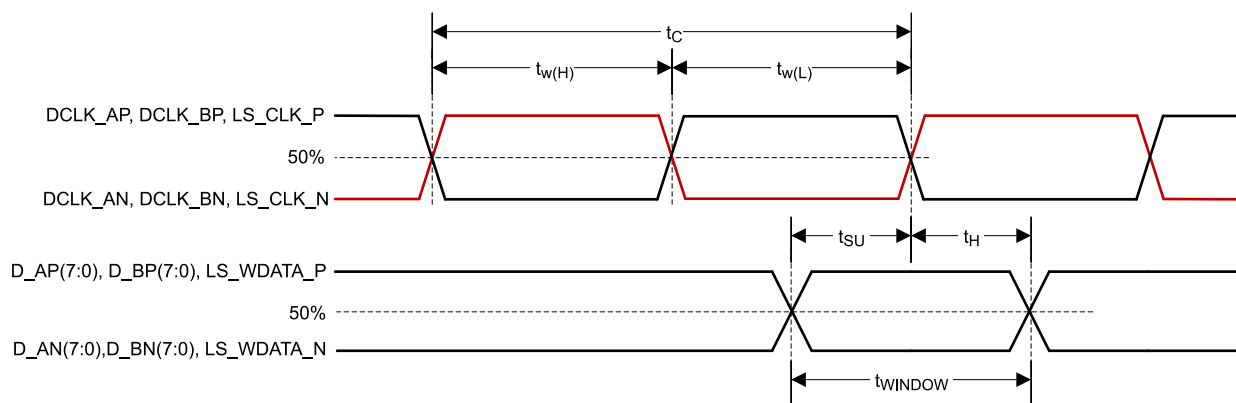 tC
tw(H)
tw(L)
DCLK_AP, DCLK_BP, LS_CLK_P
50%
DCLK_AN, DCLK_BN, LS_CLK_N
tSU
tH
D_AP(7:0), D_BP(7:0), LS_WDATA_P
50%
D_AN(7:0),D_BN(7:0), LS_WDATA_N
tWINDOW